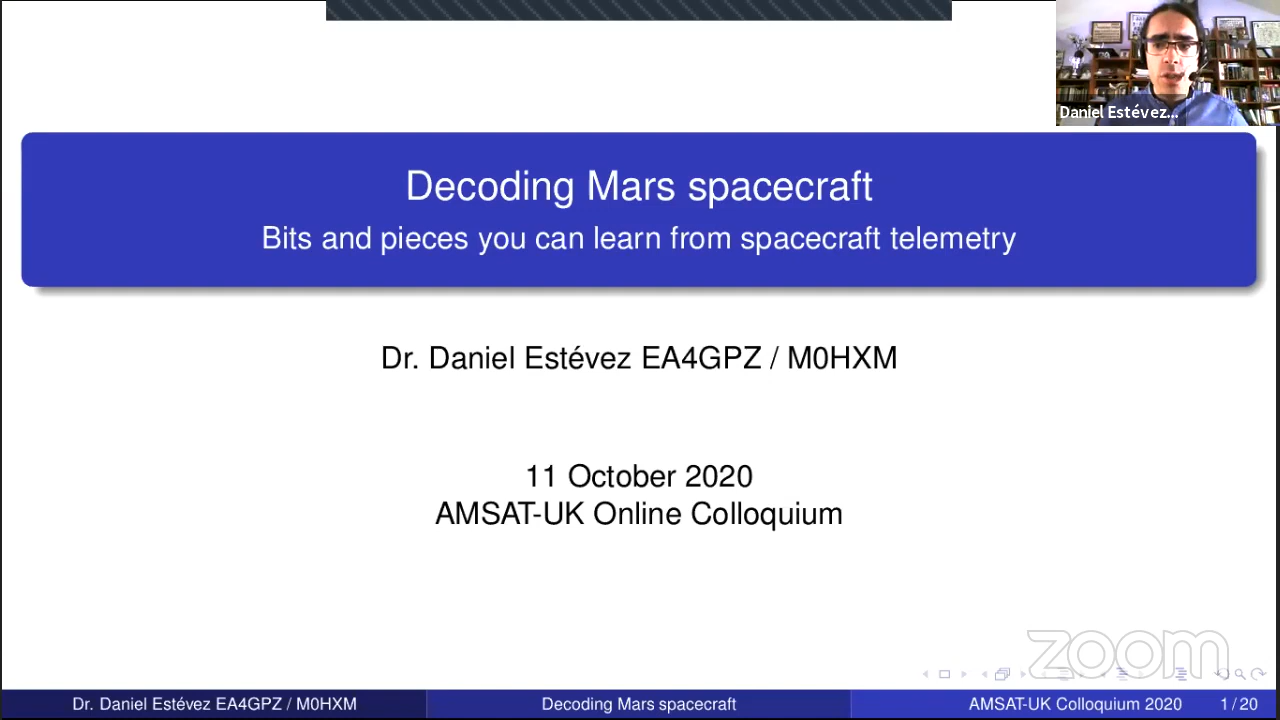 Daniel Estévez...
Decoding Mars spacecraft
Bits and pieces you can learn from spacecraft telemetry
Dr. Daniel Estévez EA4GPZ / M0HXM
11 October 2020
AMSAT-UK Online Colloquium
zoom
Dr. Daniel Estévez EA4GPZ / M0HXM
Decoding Mars spacecraft
AMSAT-UK Colloquium 2020
1 / 20